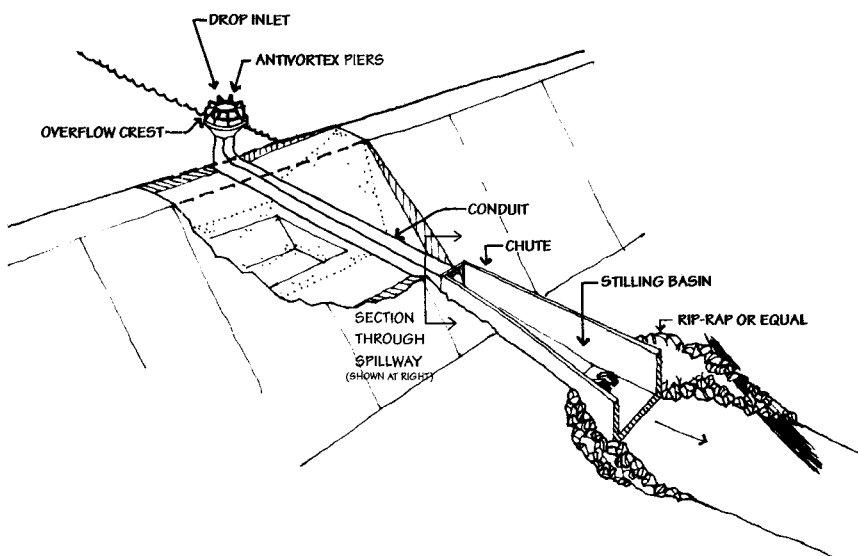 DROP INLET
ANTIVORTEX PIERS
OVERFLOW CREST
CONDUIT
CHUTE
STILLING BASIN
RIP-RAP OR EQUAL
SECTION
THROUGH
SPILLWAY
(SHOWN AT RIGHT)